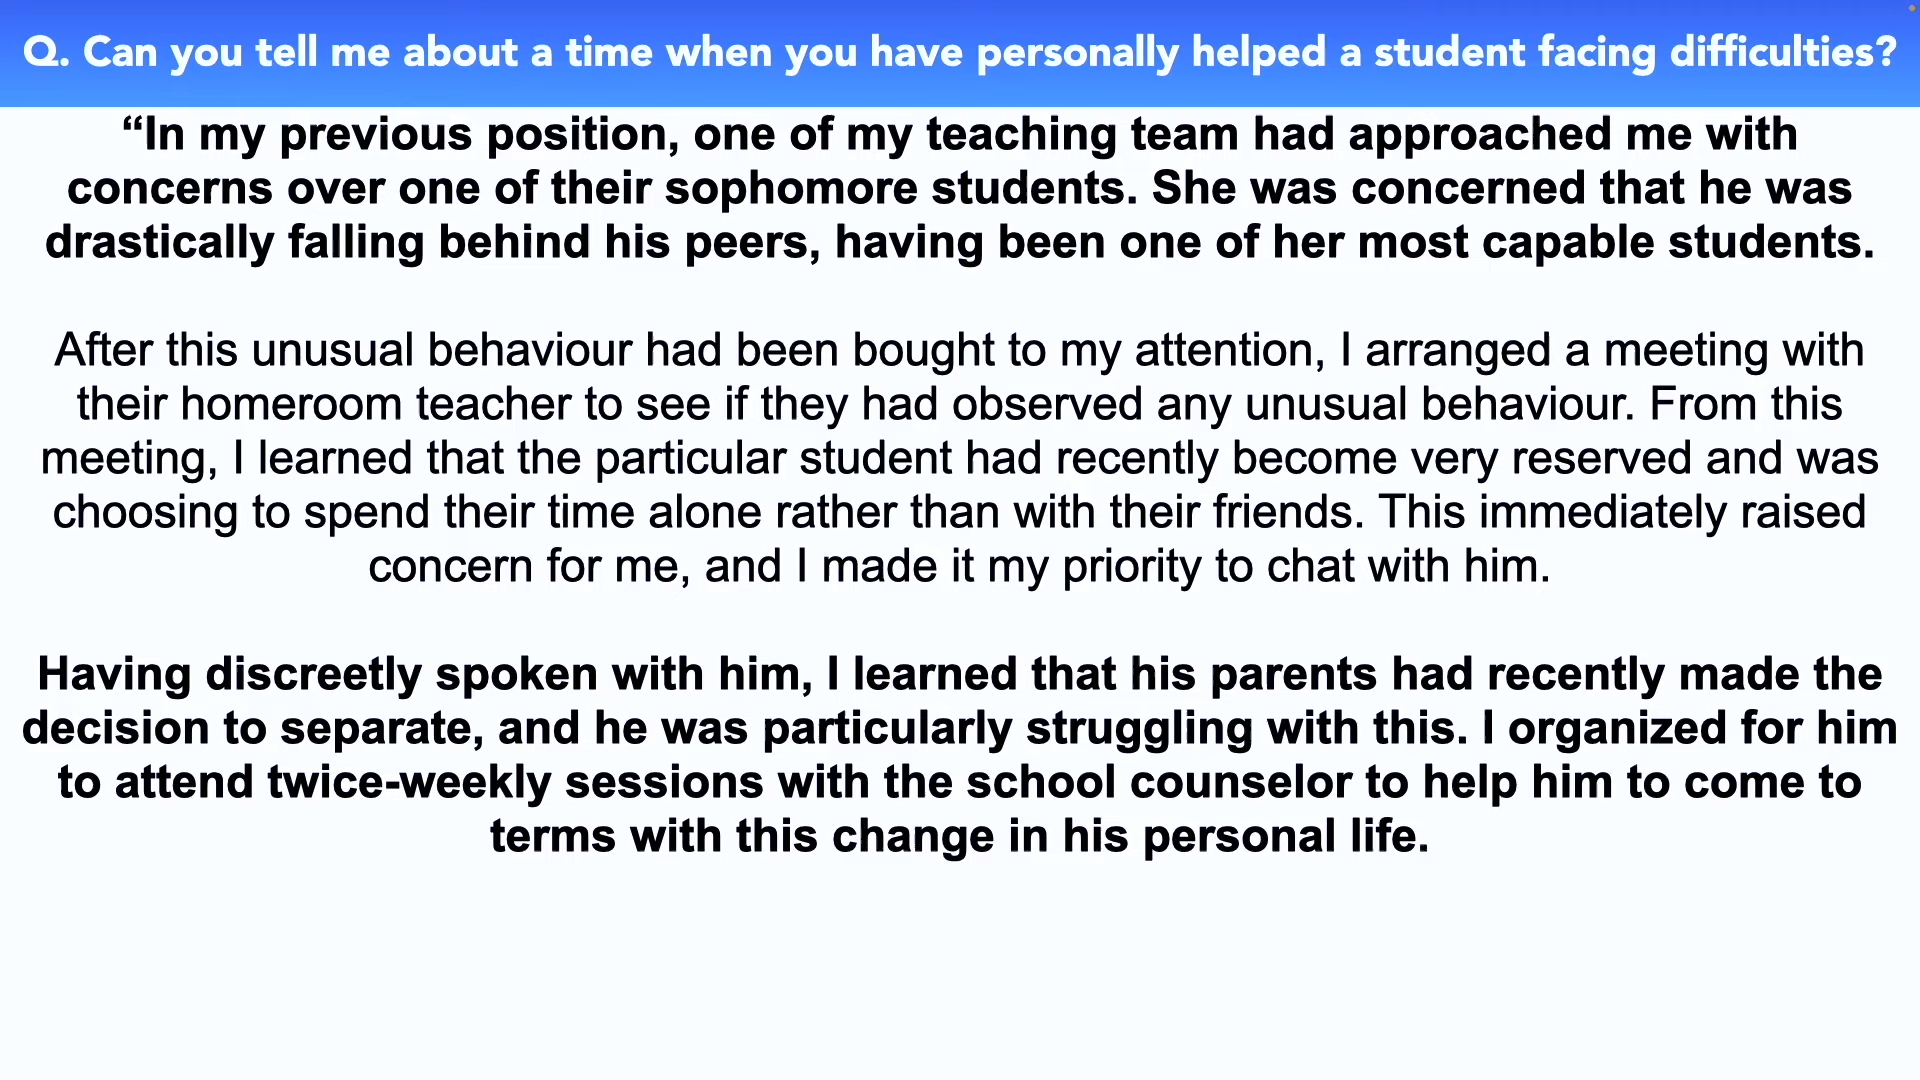 Q. Can you tell me about a time when you have personally helped a student facing difficulties?
“In my previous position, one of my teaching team had approached me with
concerns over one of their sophomore students. She was concerned that he was
drastically falling behind his peers, having been one of her most capable students.
After this unusual behaviour had been bought to my attention, I arranged a meeting with
their homeroom teacher to see if they had observed any unusual behaviour. From this
meeting, I learned that the particular student had recently become very reserved and was
choosing to spend their time alone rather than with their friends. This immediately raised
concern for me, and I made it my priority to chat with him.
Having discreetly spoken with him, I learned that his parents had recently made the
decision to separate, and he was particularly struggling with this. I organized for him
to attend twice-weekly sessions with the school counselor to help him to come to
terms with this change in his personal life.